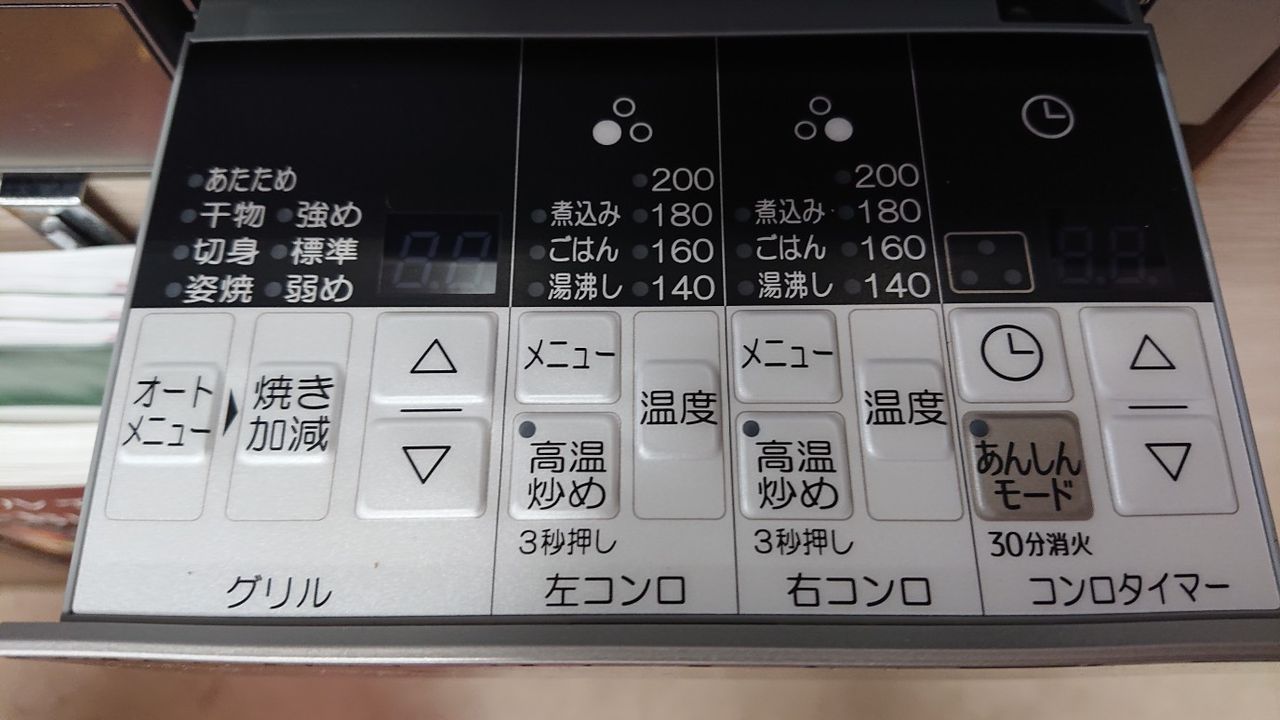 あたため
干物 強め
切身 標準
姿焼 弱め
オート
メニュー
焼き
加減
グリル
200
煮込み 180
ごはん 160
湯沸し 140
メニュー
温度
高温
炒め
3秒押し
左コンロ
200
煮込み 180
ごはん 160
湯沸し 140
メニュー
温度
高温
炒め
3秒押し
右コンロ
あんしん
モード
30分消火
コンロタイマー